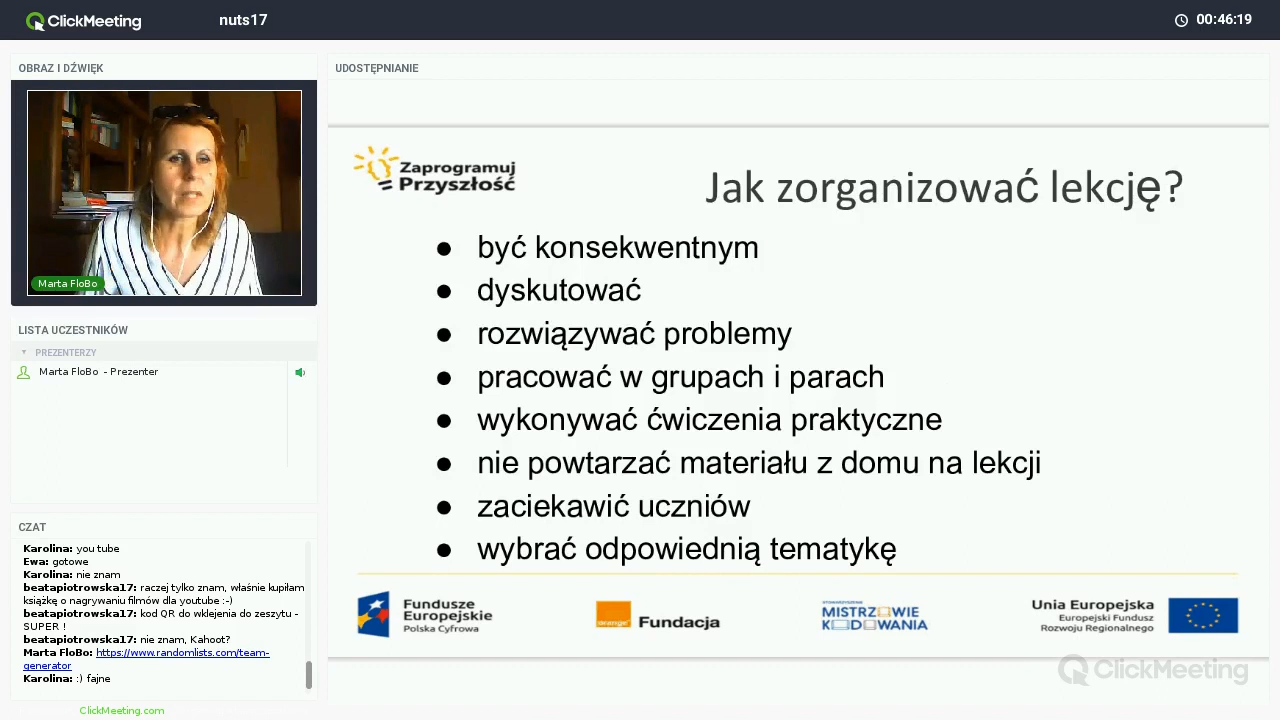 ClickMeeting
nuts17
00:46:19
OBRAZ I DŹWIĘK
Marta FloBo
LISTA UCZESTNIKÓW
PREZENTERZY
Marta FloBo - Prezenter
CZAT
Karolina: you tube
Ewa: gotowe
Karolina: nie znam
beatapiotrowska17: raczej tylko znam, właśnie kupiłam
książkę o nagrywaniu filmów dla youtube :-)
beatapiotrowska17: kod QR do wklejenia do zeszytu -
SUPER !
beatapiotrowska17: nie znam, Kahoot?
Marta FloBo: https://www.randomlists.com/team-
generator
Karolina: :) fajne
ClickMeeting.com
UDOSTĘPNIANIE
Zaprogramuj
Przyszłość
Jak zorganizować lekcję?
● być konsekwentnym
● dyskutować
● rozwiązywać problemy
● pracować w grupach i parach
● wykonywać ćwiczenia praktyczne
● nie powtarzać materiału z domu na lekcji
● zaciekawić uczniów
● wybrać odpowiednią tematykę
Fundusze
Europejskie
Polska Cyfrowa
orange
Fundacja
STOWARZYSZENIE
MISTRZOWIE
KODOWANIA
Unia Europejska
Europejski Fundusz
Rozwoju Regionalnego
ClickMeeting